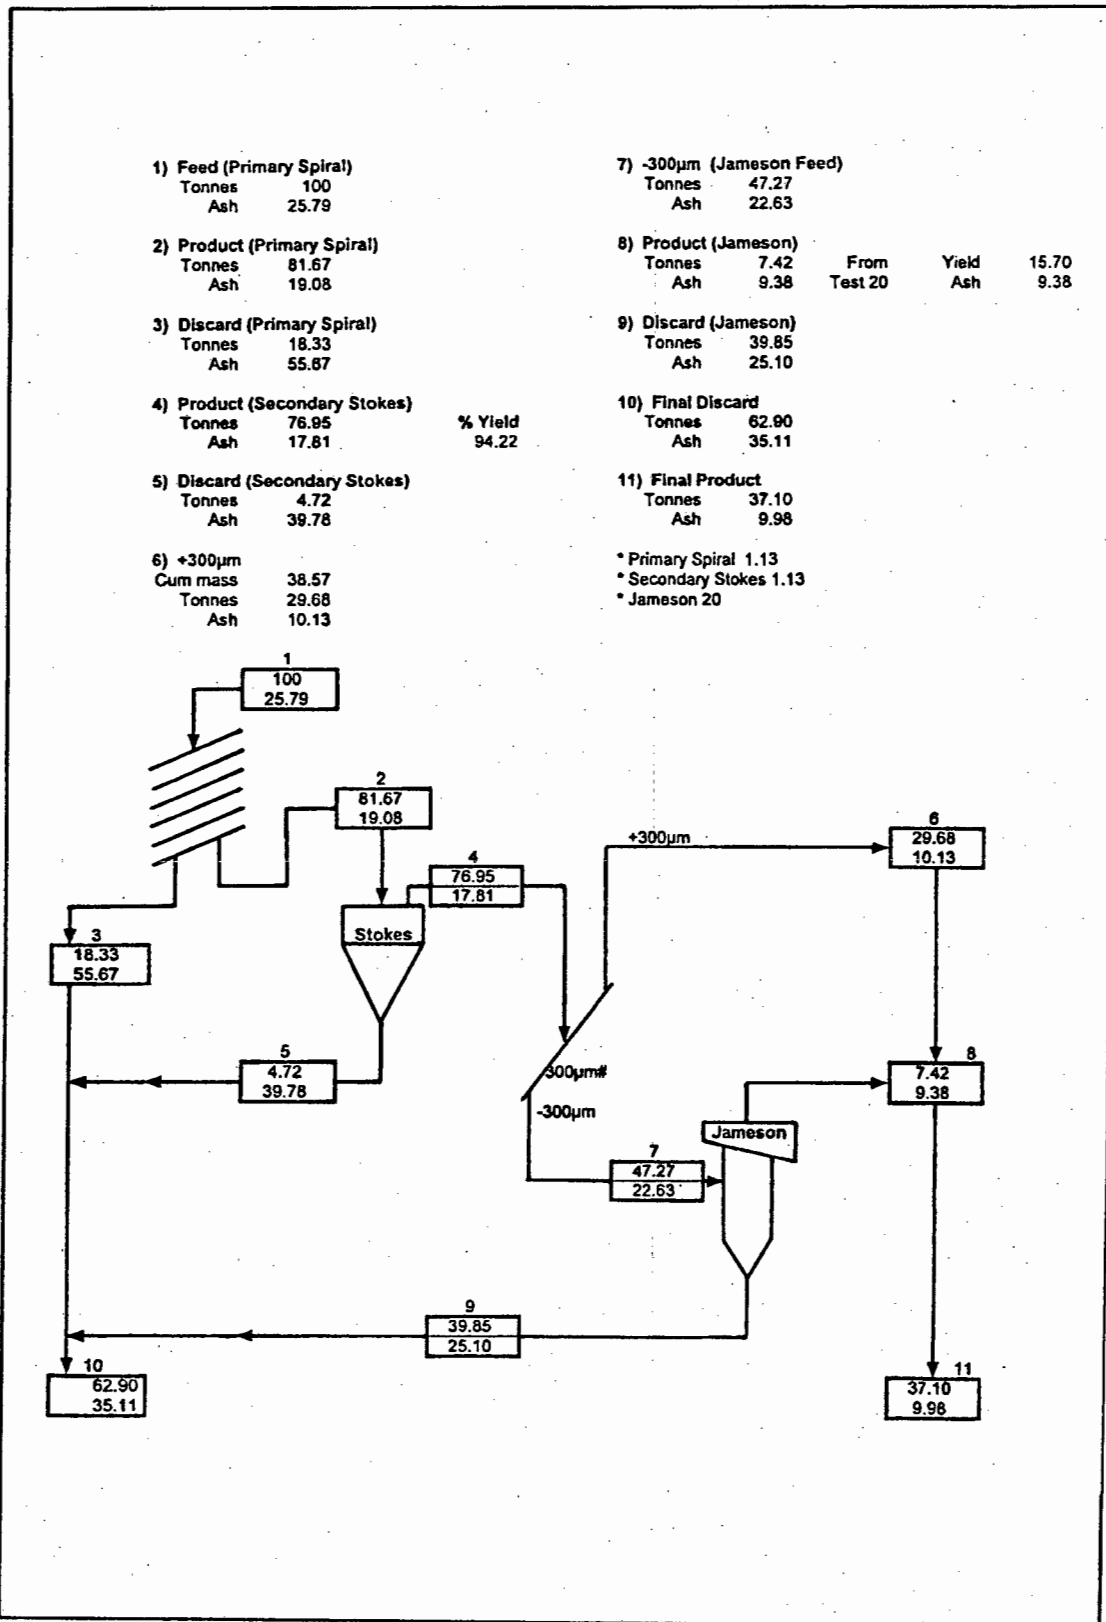 1) Feed (Primary Spiral)
Tonnes 100
Ash 25.79
2) Product (Primary Spiral)
Tonnes 81.67
Ash 19.08
3) Discard (Primary Spiral)
Tonnes 18.33
Ash 55.67
4) Product (Secondary Stokes)
Tonnes 76.95 % Yield
Ash 17.81 94.22
5) Discard (Secondary Stokes)
Tonnes 4.72
Ash 39.78
6) +300µm
Cum mass 38.57
Tonnes 29.68
Ash 10.13
7) -300µm (Jameson Feed)
Tonnes 47.27
Ash 22.63
8) Product (Jameson)
Tonnes 7.42 From Yield 15.70
Ash 9.38 Test 20 Ash 9.38
9) Discard (Jameson)
Tonnes 39.85
Ash 25.10
10) Final Discard
Tonnes 62.90
Ash 35.11
11) Final Product
Tonnes 37.10
Ash 9.98
* Primary Spiral 1.13
* Secondary Stokes 1.13
* Jameson 20
1
100
25.79
2
81.67
19.08
+300µm
6
29.68
10.13
4
76.95
17.81
Stokes
3
18.33
55.67
5
4.72
39.78
300µm#
-300µm
8
7.42
9.38
Jameson
7
47.27
22.63
9
39.85
25.10
10
62.90
35.11
11
37.10
9.98